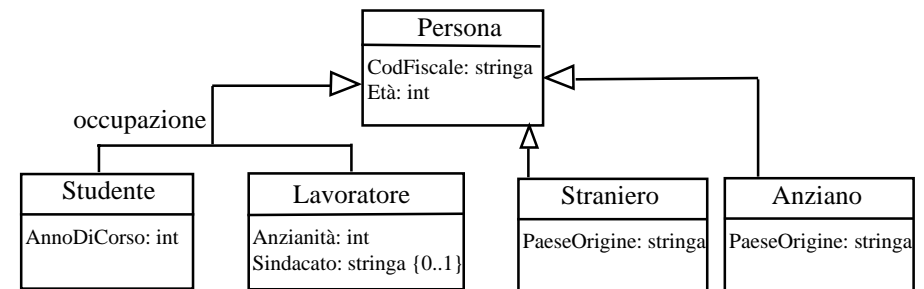 Persona
CodFiscale: stringa
Età: int
occupazione
Studente
AnnoDiCorso: int
Lavoratore
Anzianità: int
Sindacato: stringa {0..1}
Straniero
PaeseOrigine: stringa
Anziano
PaeseOrigine: stringa